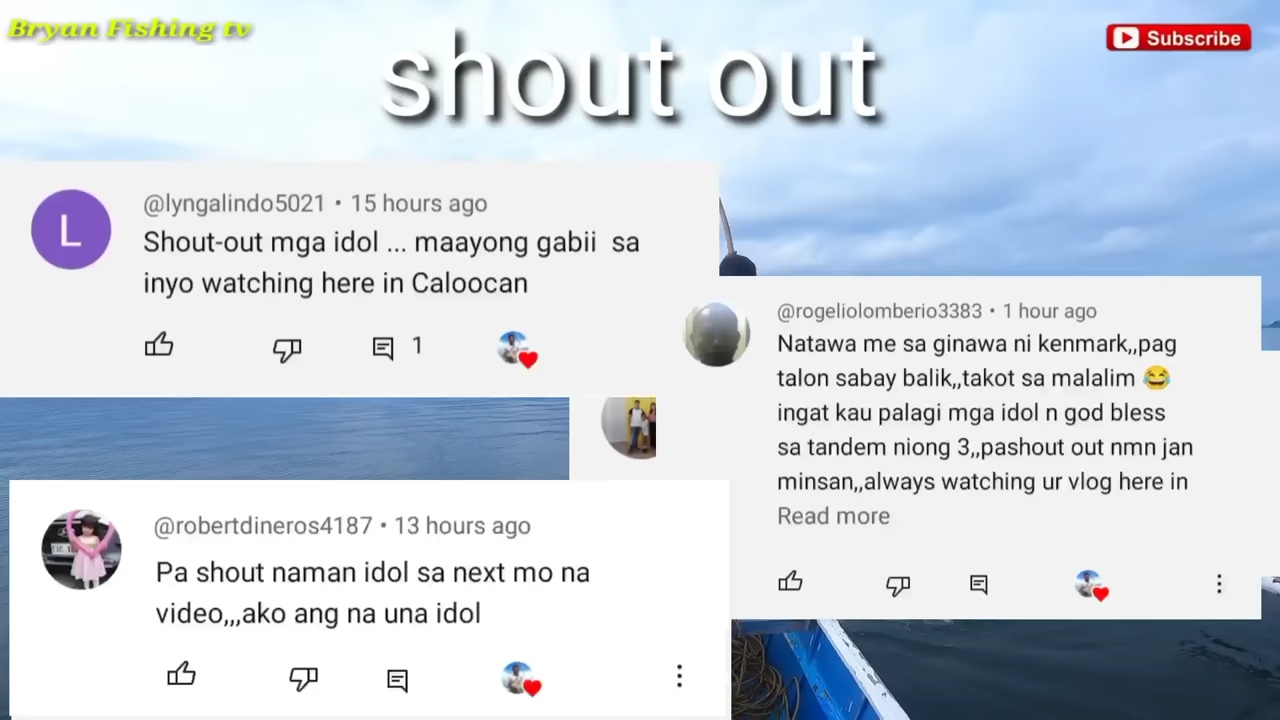 Bryan Fishing tv
Subscribe
shout out
L
@lyngalindo5021 • 15 hours ago
Shout-out mga idol ... maayong gabii sa
inyo watching here in Caloocan
1
@rogeliolomberio3383 • 1 hour ago
Natawa me sa ginawa ni kenmark,,pag
talon sabay balik,,takot sa malalim 😂
ingat kau palagi mga idol n god bless
sa tandem niong 3,,pashout out nmn jan
minsan,,always watching ur vlog here in
Read more
@robertdineros4187 • 13 hours ago
Pa shout naman idol sa next mo na
video,,,ako ang na una idol